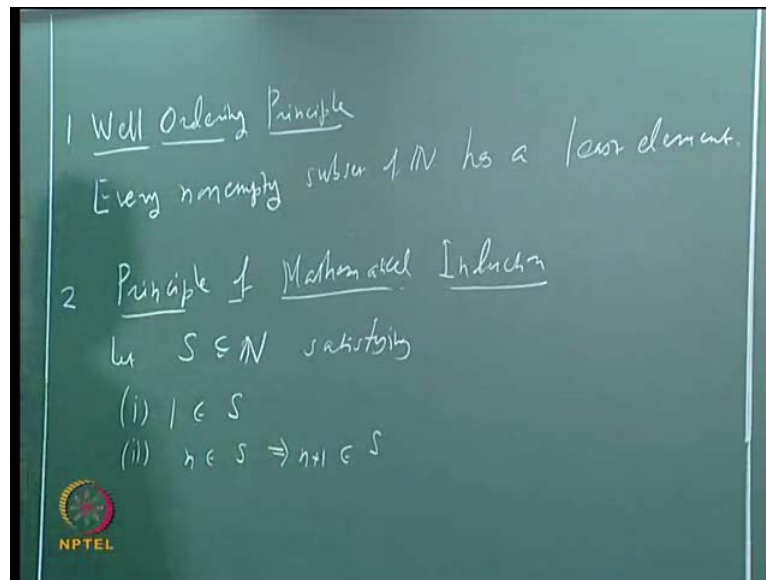 1 Well Ordering Principle
Every nonempty subset of ℕ has a least element.
2 Principle of Mathematical Induction
Let S ⊆ ℕ satisfying
(i) 1 ∈ S
(ii) n ∈ S ⇒ n+1 ∈ S
NPTEL